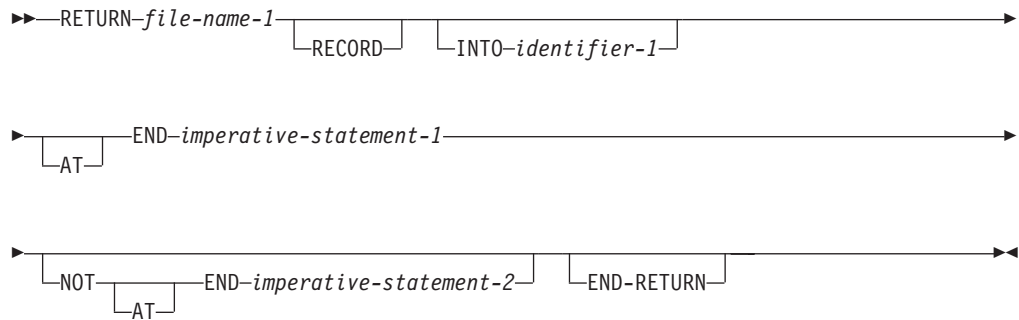 RETURN file-name-1
RECORD INTO identifier-1
END imperative-statement-1
AT
NOT END imperative-statement-2 END-RETURN
AT